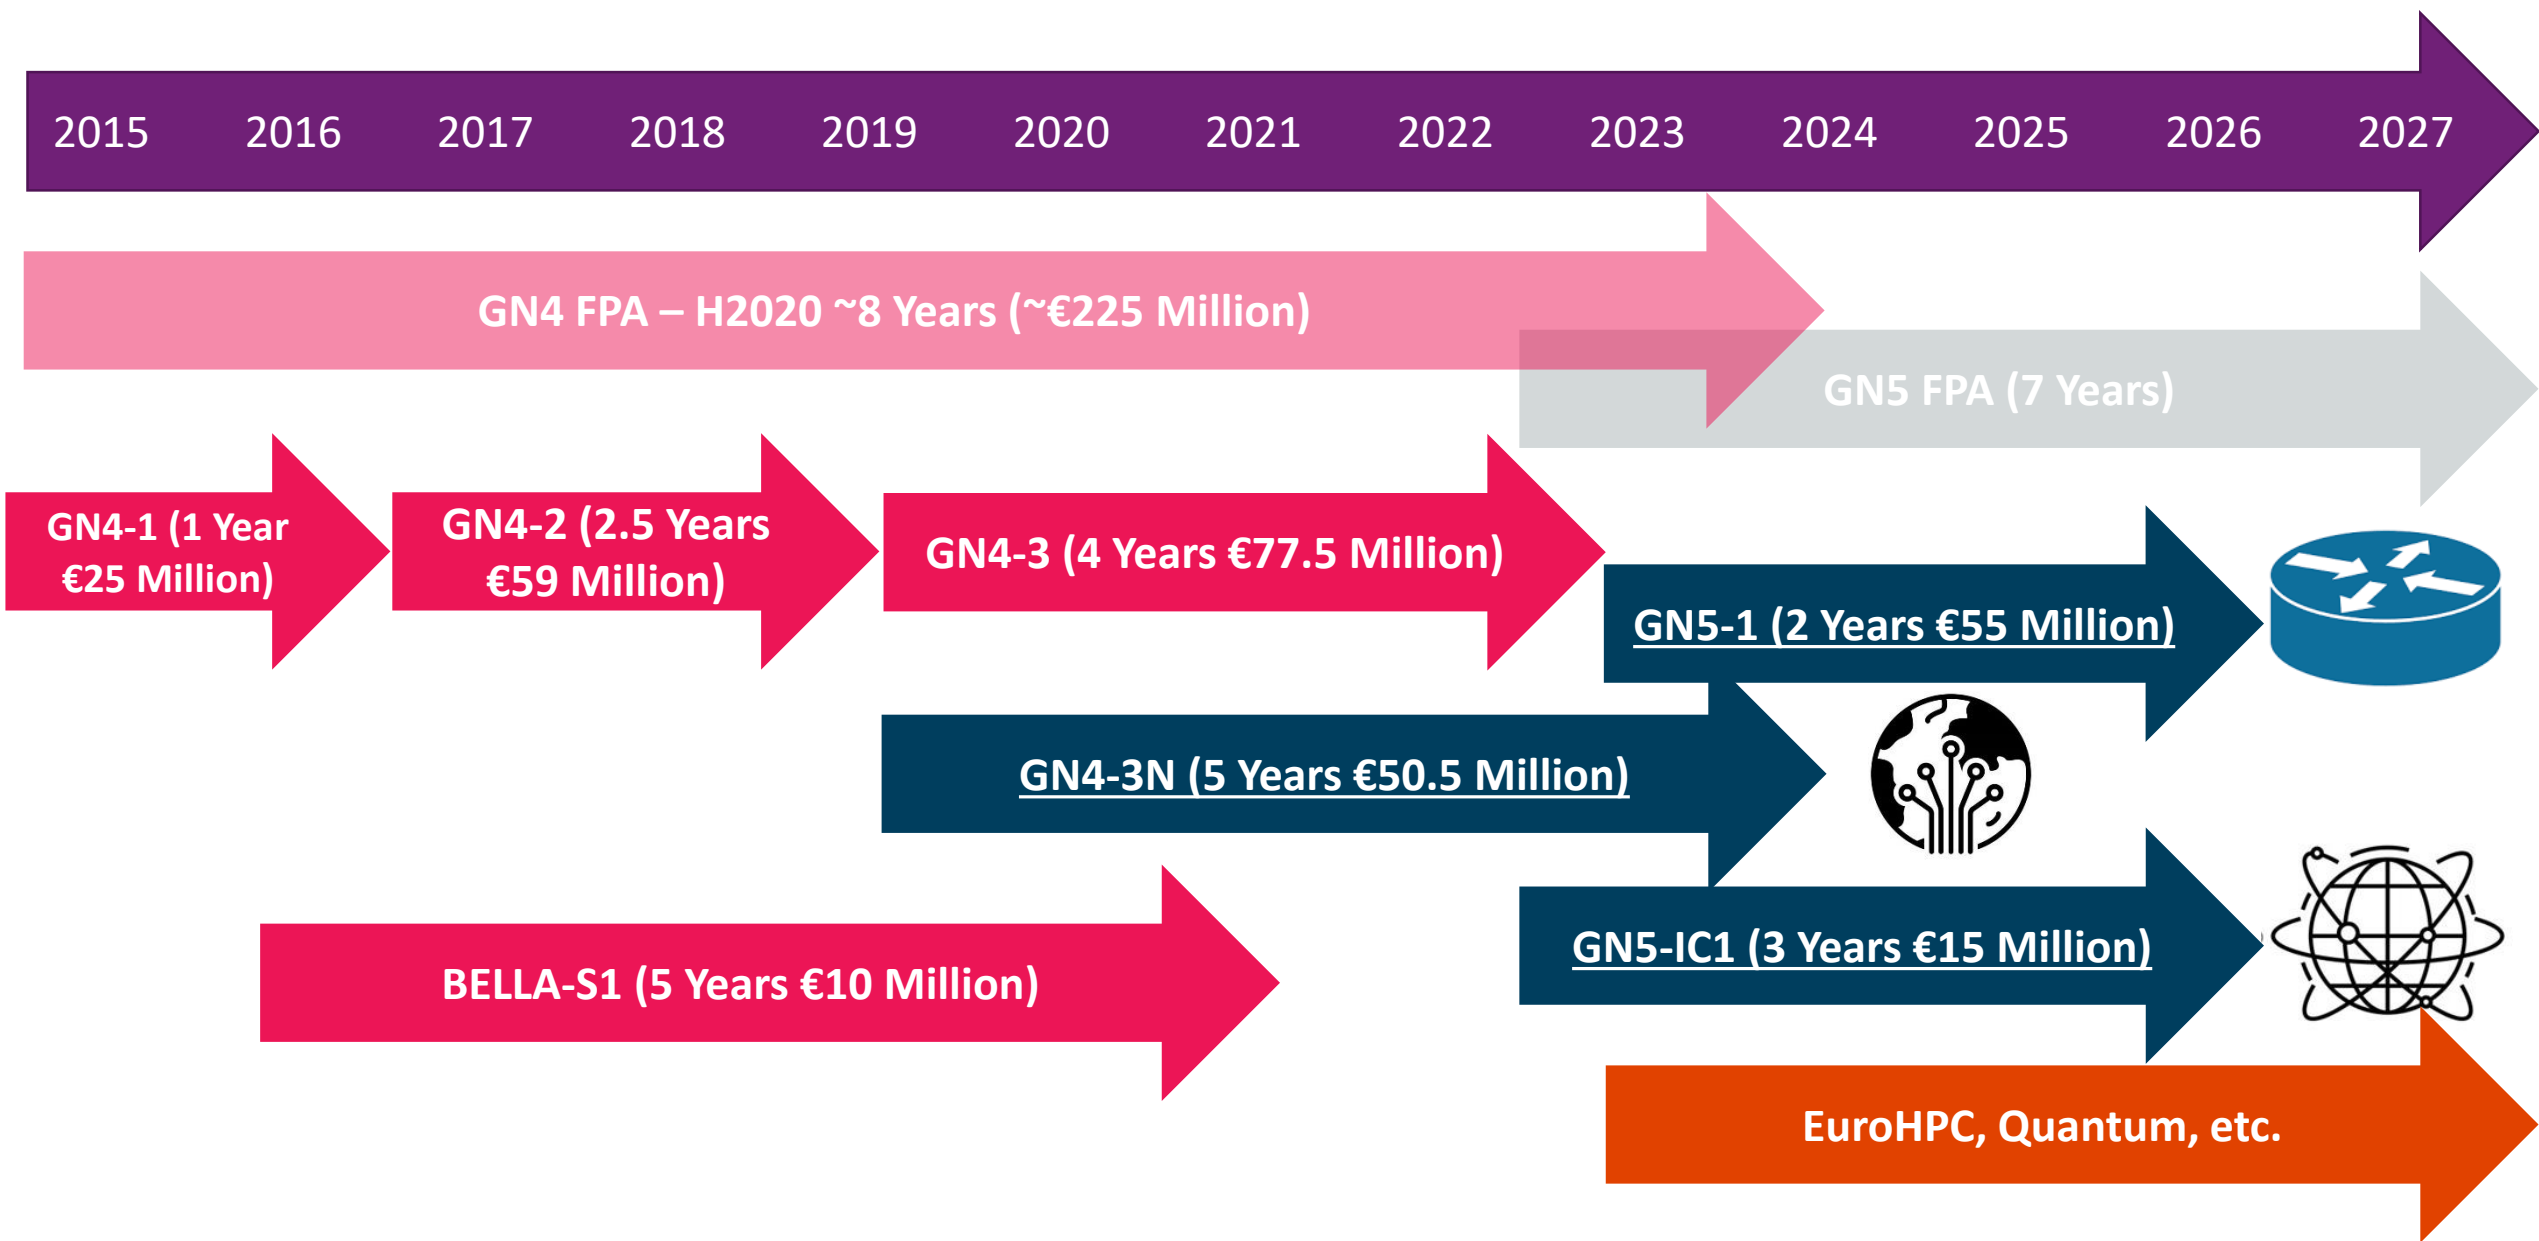 2015 2016 2017 2018 2019 2020 2021 2022 2023 2024 2025 2026 2027
GN4 FPA – H2020 ~8 Years (~€225 Million)
GN5 FPA (7 Years)
GN4-1 (1 Year
€25 Million)
GN4-2 (2.5 Years
€59 Million)
GN4-3 (4 Years €77.5 Million)
GN5-1 (2 Years €55 Million)
GN4-3N (5 Years €50.5 Million)
GN5-IC1 (3 Years €15 Million)
BELLA-S1 (5 Years €10 Million)
EuroHPC, Quantum, etc.